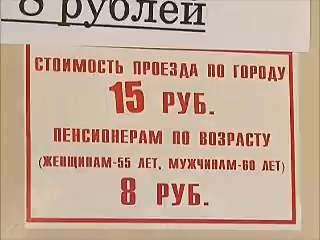 8 рублей
СТОИМОСТЬ ПРОЕЗДА ПО ГОРОДУ
15 РУБ.
ПЕНСИОНЕРАМ ПО ВОЗРАСТУ
(ЖЕНЩИНАМ-55 ЛЕТ, МУЖЧИНАМ-60 ЛЕТ)
8 РУБ.